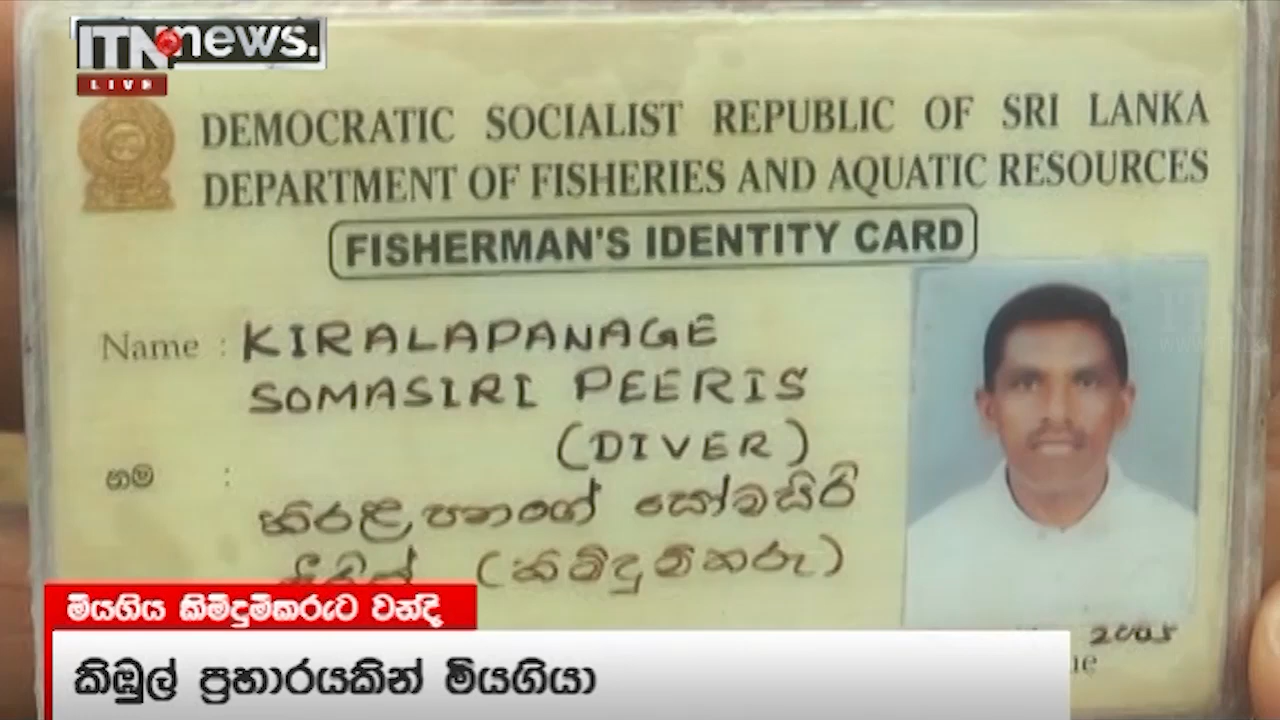 ITN news.
LIVE
DEMOCRATIC SOCIALIST REPUBLIC OF SRI LANKA
DEPARTMENT OF FISHERIES AND AQUATIC RESOURCES
FISHERMAN'S IDENTITY CARD
Name : KIRALAPANAGE
SOMASIRI PEERIS
(DIVER)
නම :
කිරළපනගේ සෝමසිරි
පීරිස් (කිමිදුම්කරු)
2005
මියගිය කිමිදුම්කරුට වන්දි
කිඹුල් ප්‍රහාරයකින් මියගියා